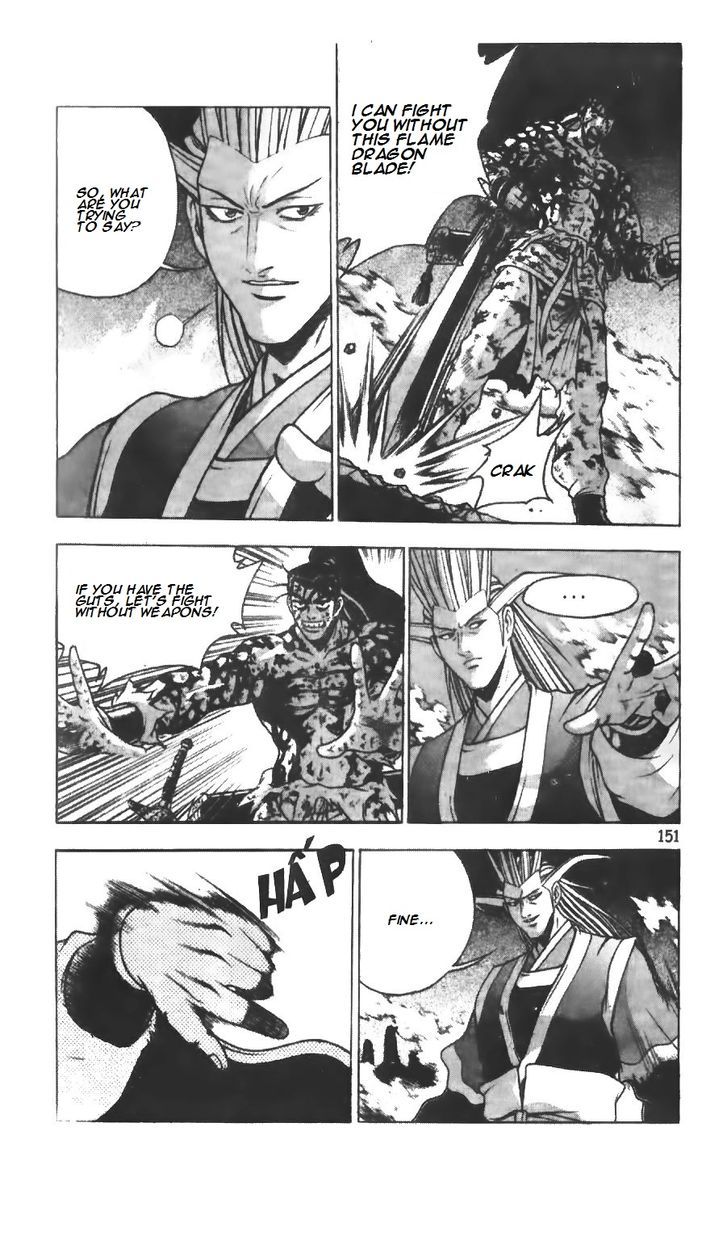 I CAN FIGHT
YOU WITHOUT
THIS FLAME
DRAGON
BLADE!
CRAK
SO, WHAT
ARE YOU
TRYING
TO SAY?
...
IF YOU HAVE THE
GUTS, LET'S FIGHT
WITHOUT WEAPONS!
151
FINE...
HẤP